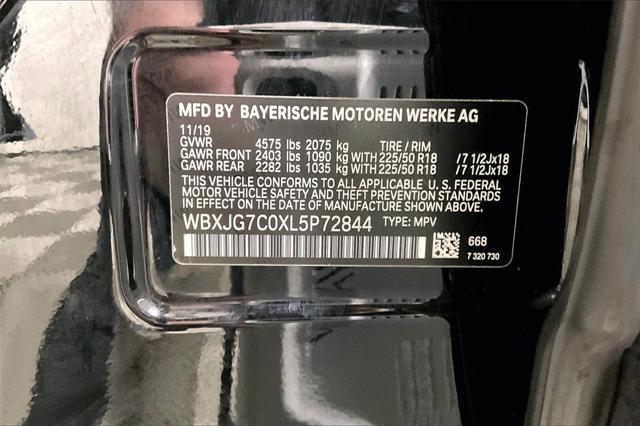 MFD BY BAYERISCHE MOTOREN WERKE AG
11/19
GVWR 4575 lbs 2075 kg TIRE / RIM
GAWR FRONT 2403 lbs 1090 kg WITH 225/50 R18 /7 1/2Jx18
GAWR REAR 2282 lbs 1035 kg WITH 225/50 R18 /7 1/2Jx18
THIS VEHICLE CONFORMS TO ALL APPLICABLE U. S. FEDERAL
MOTOR VEHICLE SAFETY AND THEFT PREVENTION STANDARDS
IN EFFECT ON THE DATE OF MANUFACTURE SHOWN ABOVE.
WBXJG7C0XL5P72844 TYPE: MPV
668
7 320 730